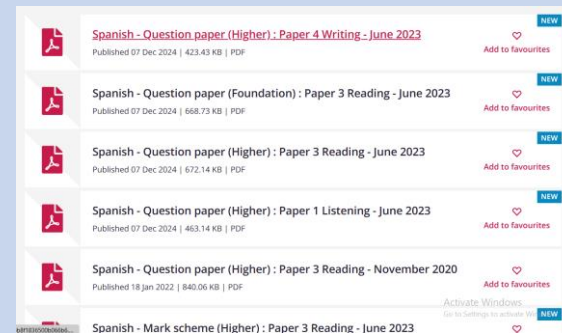 NEW
Spanish - Question paper (Higher) : Paper 4 Writing - June 2023
Published 07 Dec 2024 | 423.43 KB | PDF
Add to favourites
NEW
Spanish - Question paper (Foundation) : Paper 3 Reading - June 2023
Published 07 Dec 2024 | 668.73 KB | PDF
Add to favourites
NEW
Spanish - Question paper (Higher) : Paper 3 Reading - June 2023
Published 07 Dec 2024 | 672.14 KB | PDF
Add to favourites
NEW
Spanish - Question paper (Higher) : Paper 1 Listening - June 2023
Published 07 Dec 2024 | 463.14 KB | PDF
Add to favourites
Spanish - Question paper (Higher) : Paper 3 Reading - November 2020
Published 18 Jan 2022 | 840.06 KB | PDF
Add to favourites
Activate Windows
Go to Settings to activate
NEW
Spanish - Mark scheme (Higher) : Paper 3 Reading - June 2023